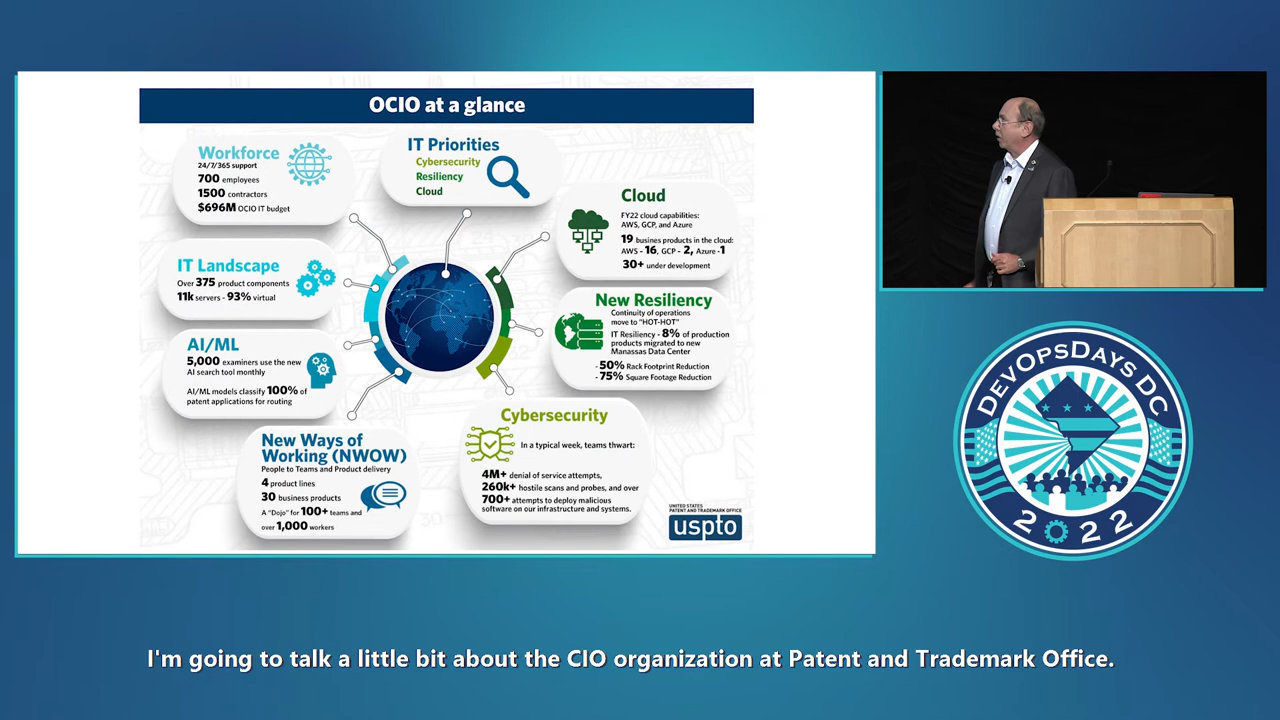 OCIO at a glance
Workforce
24/7/365 support
700 employees
1500 contractors
$696M OCIO IT budget
IT Priorities
Cybersecurity
Resiliency
Cloud
Cloud
FY22 cloud capabilities:
AWS, GCP, and Azure
19 busines products in the cloud:
AWS - 16, GCP - 2, Azure -1
30+ under development
IT Landscape
Over 375 product components
11k servers - 93% virtual
New Resiliency
Continuity of operations
move to "HOT-HOT"
IT Resiliency - 8% of production
products migrated to new
Manassas Data Center
- 50% Rack Footprint Reduction
- 75% Square Footage Reduction
AI/ML
5,000 examiners use the new
AI search tool monthly
AI/ML models classify 100% of
patent applications for routing
New Ways of
Working (NWOW)
People to Teams and Product delivery
4 product lines
30 business products
A "Dojo" for 100+ teams and
over 1,000 workers
Cybersecurity
In a typical week, teams thwart:
4M+ denial of service attempts,
260k+ hostile scans and probes, and over
700+ attempts to deploy malicious
software on our infrastructure and systems.
UNITED STATES
PATENT AND TRADEMARK OFFICE
uspto
DEVOPSDAYS DC
2022
I'm going to talk a little bit about the CIO organization at Patent and Trademark Office.